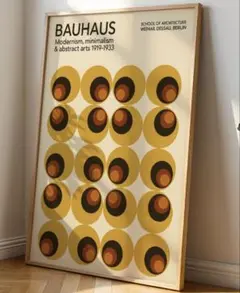 BAUHAUS
Modernism, minimalism
& abstract arts 1919-1933
SCHOOL OF ARCHITECTURE
WEIMAR, DESSAU, BERLIN